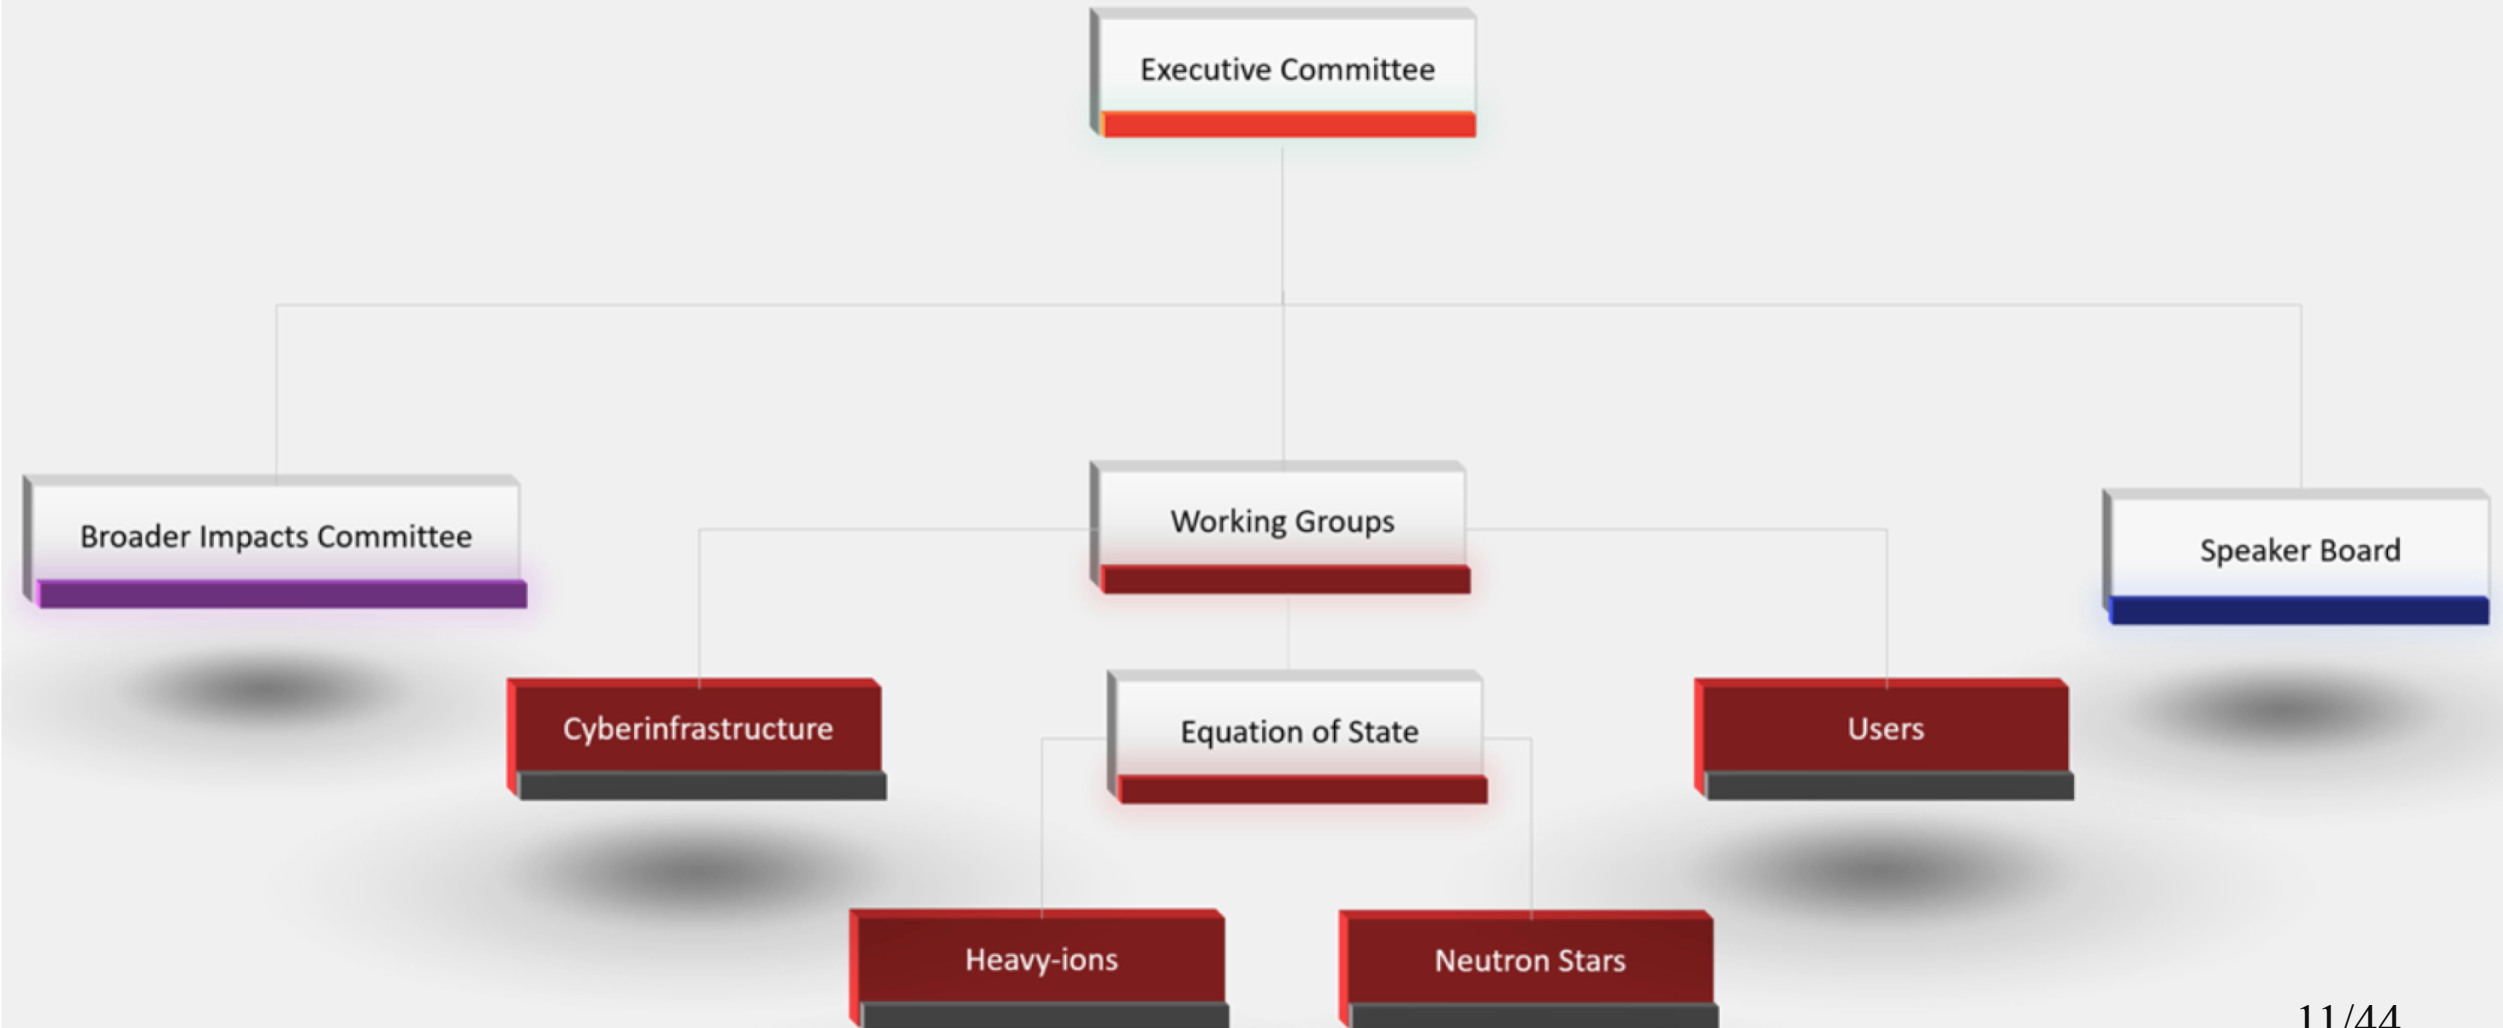 Executive Committee
Broader Impacts Committee
Working Groups
Speaker Board
Cyberinfrastructure
Equation of State
Users
Heavy-ions
Neutron Stars
11/44